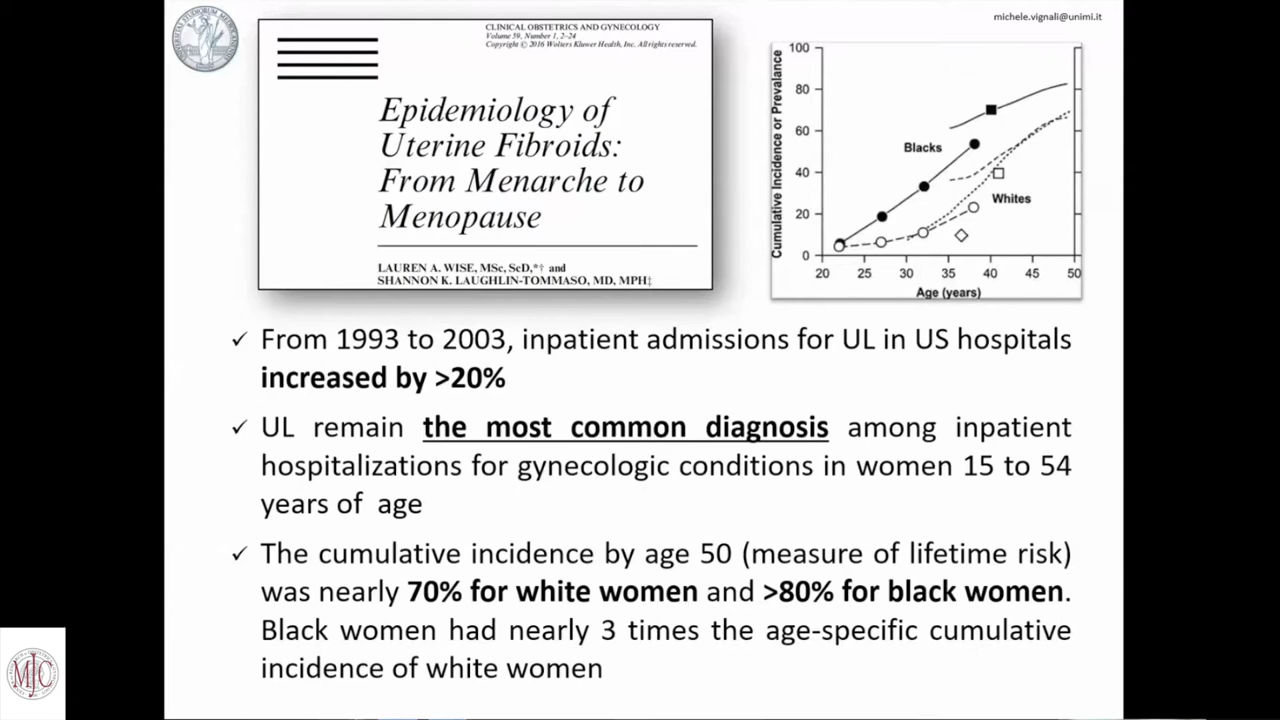 michele.vignali@unimi.it
CLINICAL OBSTETRICS AND GYNECOLOGY
Volume 59, Number 1, 2–24
Copyright © 2016 Wolters Kluwer Health, Inc. All rights reserved.
Epidemiology of
Uterine Fibroids:
From Menarche to
Menopause
LAUREN A. WISE, MSc, ScD,*† and
SHANNON K. LAUGHLIN-TOMMASO, MD, MPH‡
Cumulative Incidence or Prevalance
100
80
60
40
20
0
Blacks
Whites
20 25 30 35 40 45 50
Age (years)
✓ From 1993 to 2003, inpatient admissions for UL in US hospitals
increased by >20%
✓ UL remain the most common diagnosis among inpatient
hospitalizations for gynecologic conditions in women 15 to 54
years of age
✓ The cumulative incidence by age 50 (measure of lifetime risk)
was nearly 70% for white women and >80% for black women.
Black women had nearly 3 times the age-specific cumulative
incidence of white women
MJC